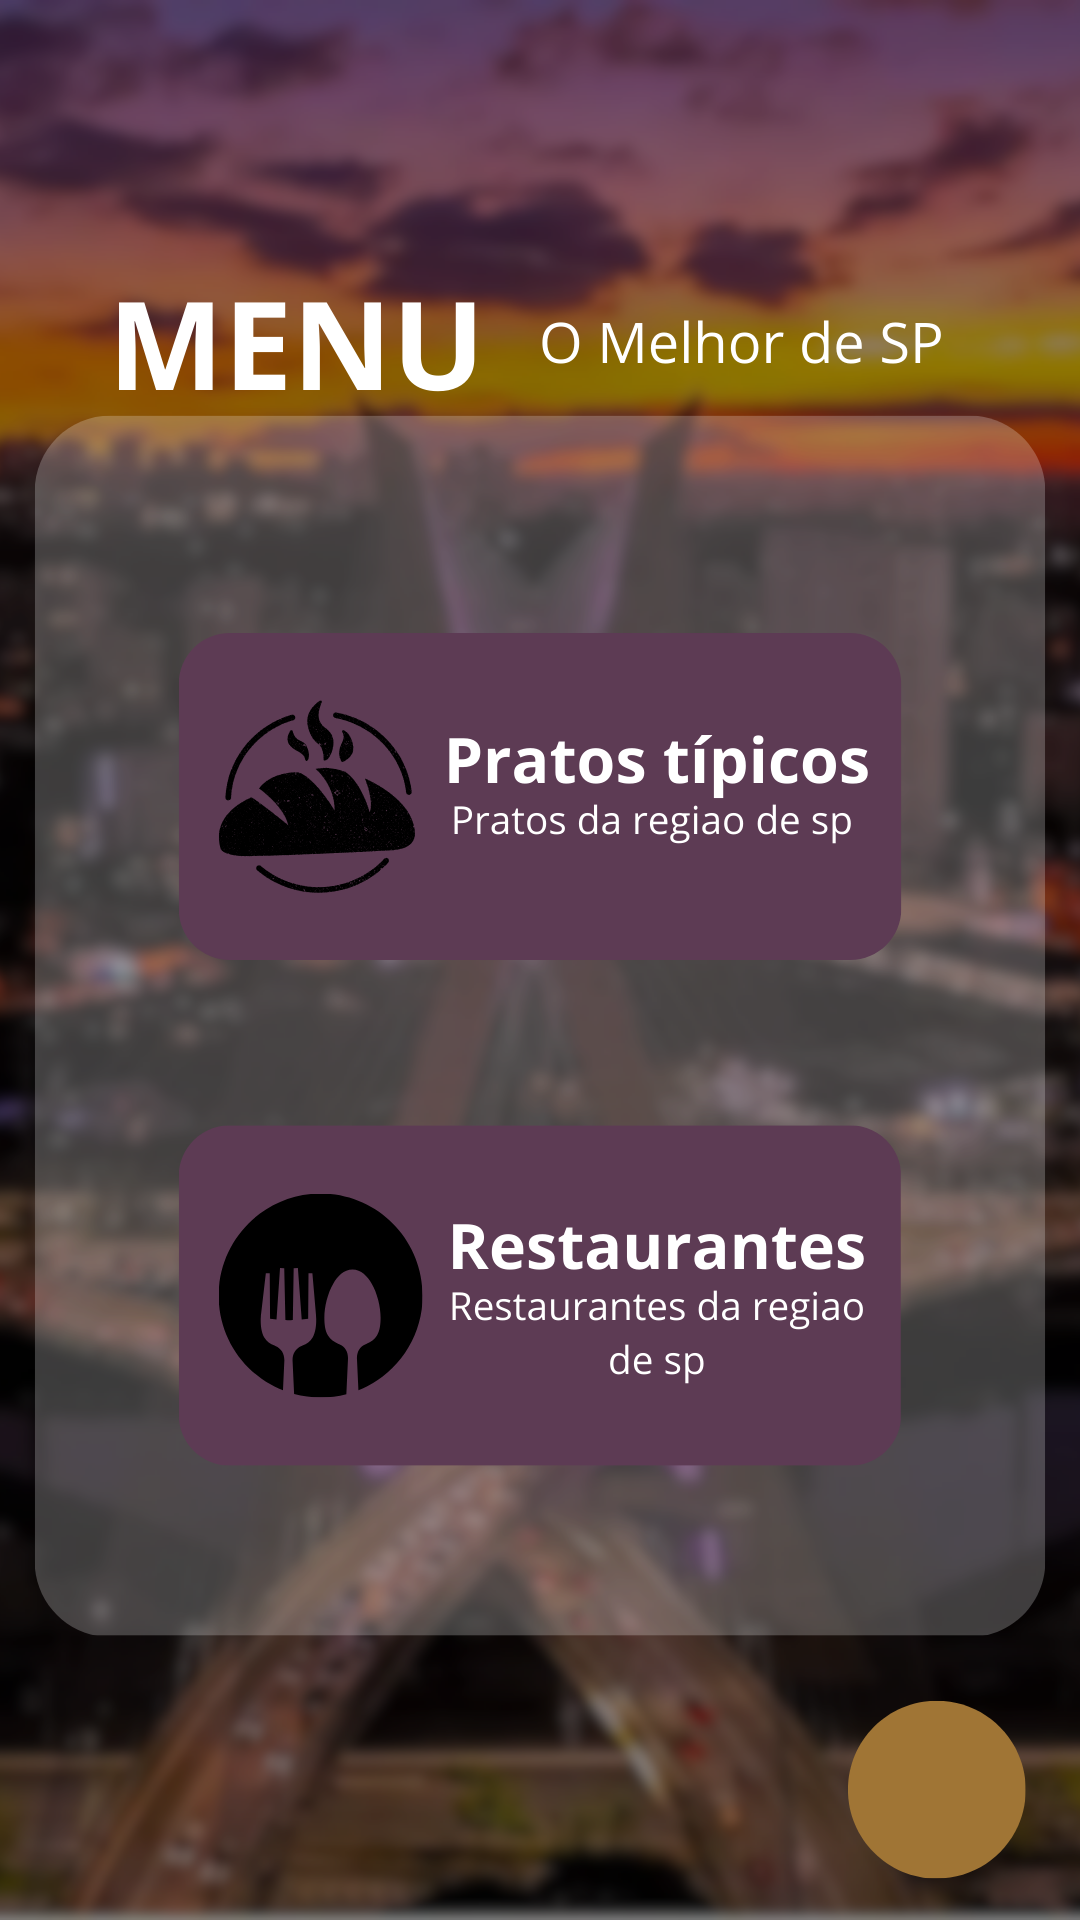 MENU O Melhor de SP
Pratos típicos
Pratos da regiao de sp
Restaurantes
Restaurantes da regiao
de sp